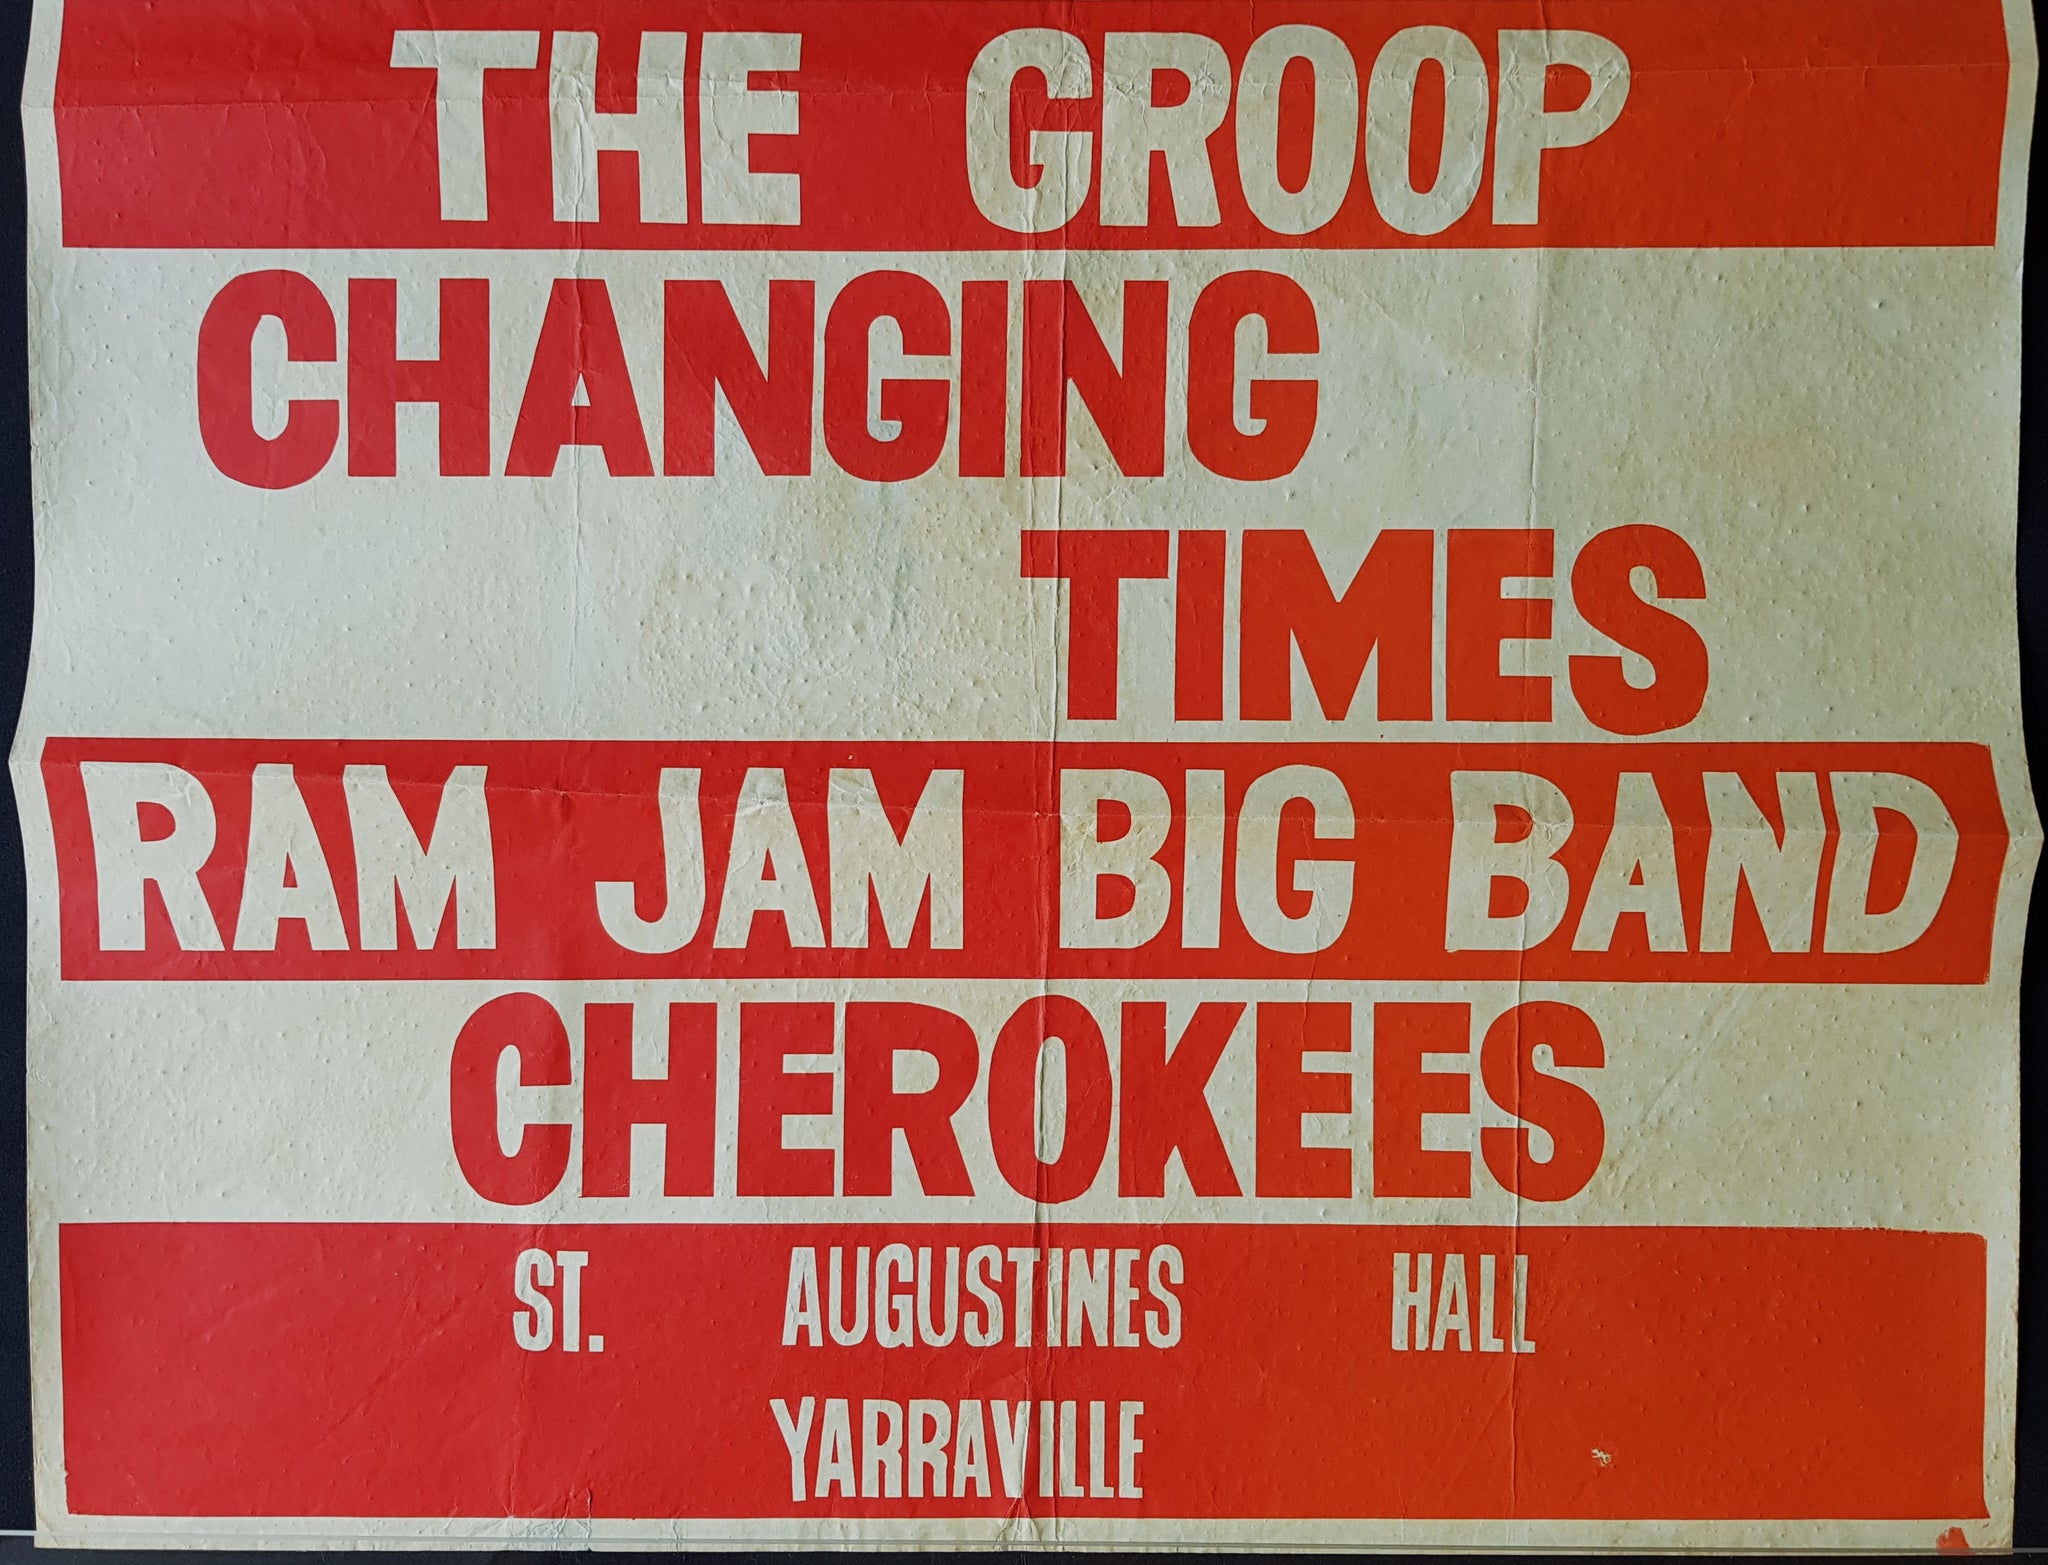 THE GROOP
CHANGING
TIMES
RAM JAM BIG BAND
CHEROKEES
ST. AUGUSTINES HALL
YARRAVILLE